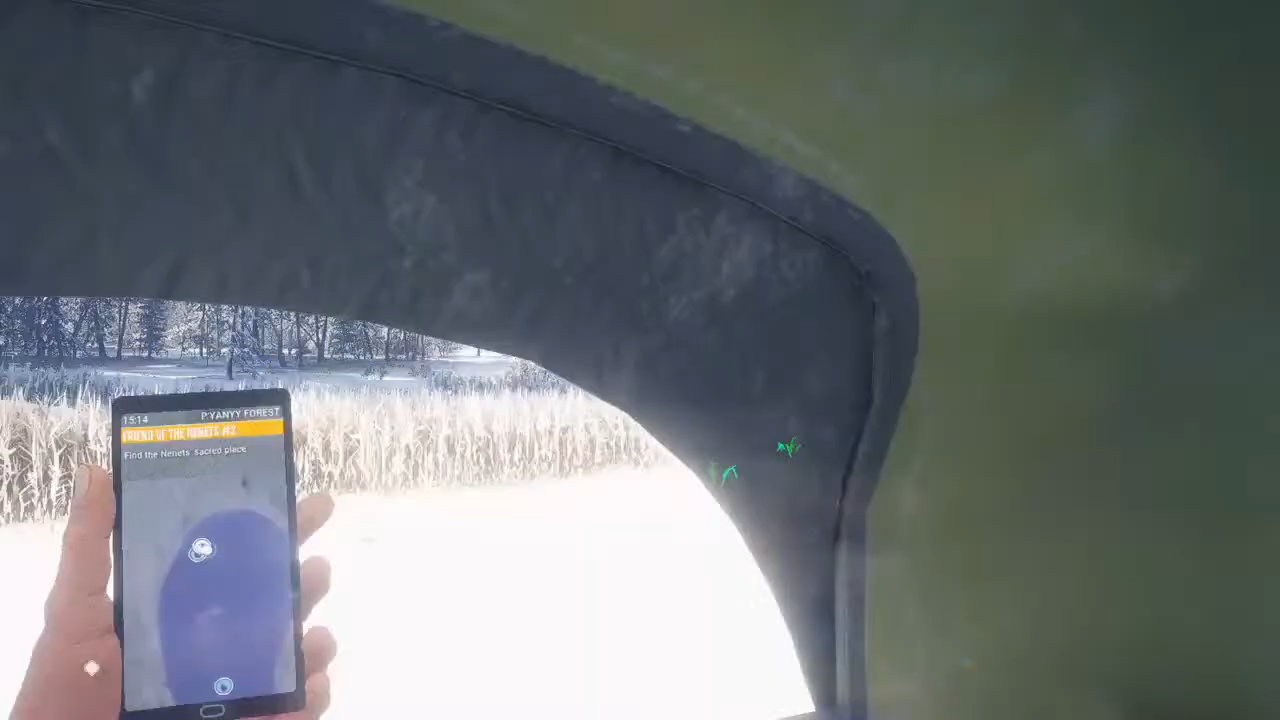 15:14 P:YANYY FOREST
FRIEND OF THE NENETS #2
Find the Nenets' sacred place